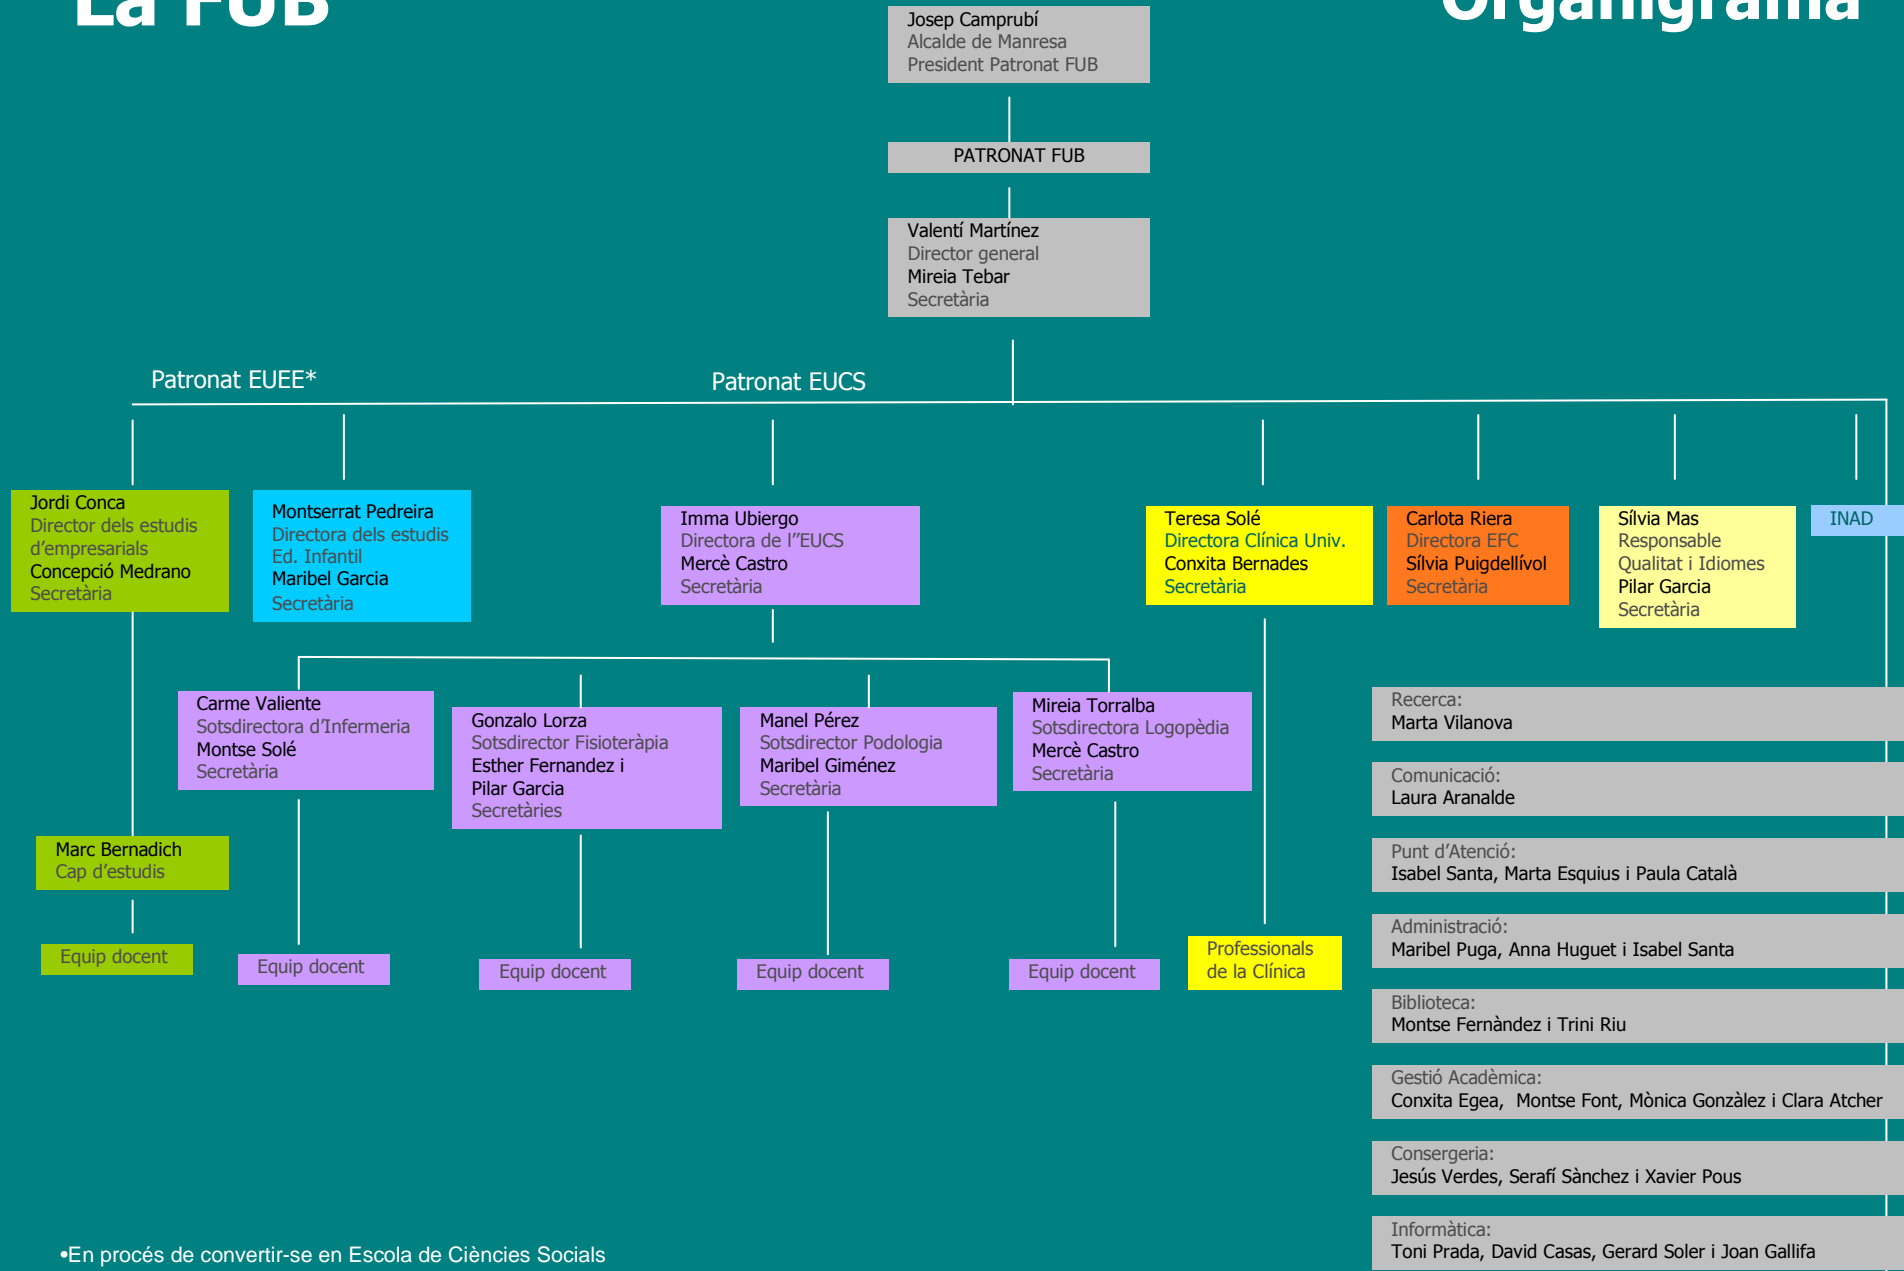 La FUB
Organigrama
Josep Camprubí
Alcalde de Manresa
President Patronat FUB
PATRONAT FUB
Valentí Martínez
Director general
Mireia Tebar
Secretària
Patronat EUEE*
Patronat EUCS
Jordi Conca
Director dels estudis
d’empresarials
Concepció Medrano
Secretària
Montserrat Pedreira
Directora dels estudis
Ed. Infantil
Maribel Garcia
Secretària
Imma Ubiergo
Directora de l’’EUCS
Mercè Castro
Secretària
Teresa Solé
Directora Clínica Univ.
Conxita Bernades
Secretària
Carlota Riera
Directora EFC
Sílvia Puigdellívol
Secretària
Sílvia Mas
Responsable
Qualitat i Idiomes
Pilar Garcia
Secretària
INAD
Carme Valiente
Sotsdirectora d’Infermeria
Montse Solé
Secretària
Gonzalo Lorza
Sotsdirector Fisioteràpia
Esther Fernandez i
Pilar Garcia
Secretàries
Manel Pérez
Sotsdirector Podologia
Maribel Giménez
Secretària
Mireia Torralba
Sotsdirectora Logopèdia
Mercè Castro
Secretària
Marc Bernadich
Cap d’estudis
Equip docent
Equip docent
Equip docent
Equip docent
Equip docent
Professionals
de la Clínica
Recerca:
Marta Vilanova
Comunicació:
Laura Aranalde
Punt d’Atenció:
Isabel Santa, Marta Esquius i Paula Català
Administració:
Maribel Puga, Anna Huguet i Isabel Santa
Biblioteca:
Montse Fernàndez i Trini Riu
Gestió Acadèmica:
Conxita Egea,  Montse Font, Mònica Gonzàlez i Clara Atcher
Consergeria:
Jesús Verdes, Serafí Sànchez i Xavier Pous
Informàtica:
Toni Prada, David Casas, Gerard Soler i Joan Gallifa
•En procés de convertir-se en Escola de Ciències Socials